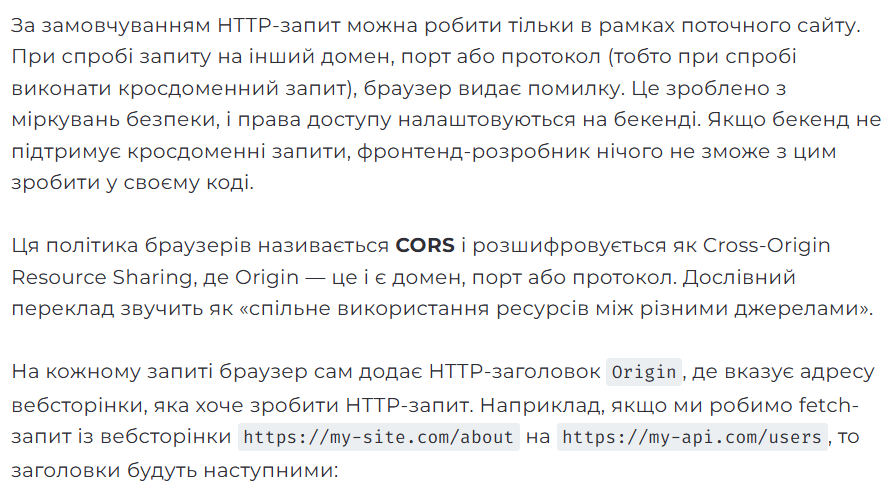 За замовчуванням HTTP-запит можна робити тільки в рамках поточного сайту.
При спробі запиту на інший домен, порт або протокол (тобто при спробі
виконати кросдоменний запит), браузер видає помилку. Це зроблено з
міркувань безпеки, і права доступу налаштовуються на бекенді. Якщо бекенд не
підтримує кросдоменні запити, фронтенд-розробник нічого не зможе з цим
зробити у своєму коді.
Ця політика браузерів називається CORS і розшифровується як Cross-Origin
Resource Sharing, де Origin — це і є домен, порт або протокол. Дослівний
переклад звучить як «спільне використання ресурсів між різними джерелами».
На кожному запиті браузер сам додає HTTP-заголовок Origin, де вказує адресу
вебсторінки, яка хоче зробити HTTP-запит. Наприклад, якщо ми робимо fetch-
запит із вебсторінки https://my-site.com/about на https://my-api.com/users, то
заголовки будуть наступними: